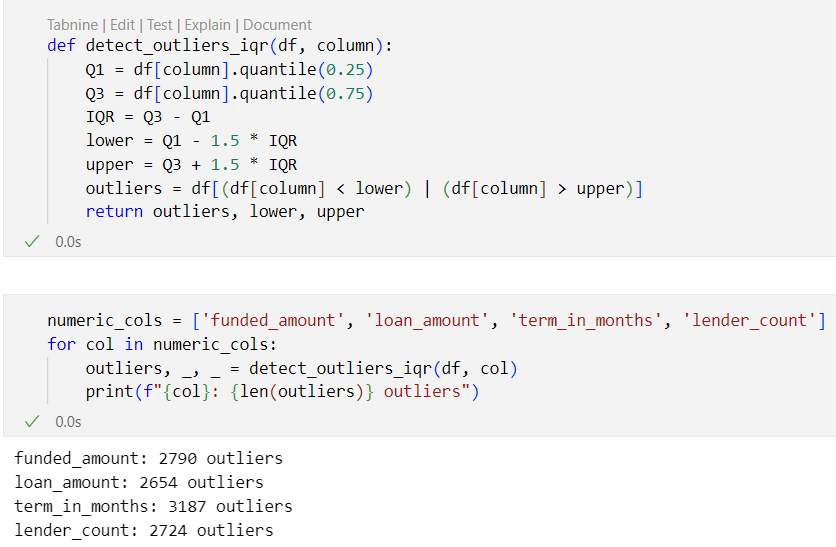 Tabnine | Edit | Test | Explain | Document
def detect_outliers_iqr(df, column):
    Q1 = df[column].quantile(0.25)
    Q3 = df[column].quantile(0.75)
    IQR = Q3 - Q1
    lower = Q1 - 1.5 * IQR
    upper = Q3 + 1.5 * IQR
    outliers = df[(df[column] < lower) | (df[column] > upper)]
    return outliers, lower, upper
0.0s
numeric_cols = ['funded_amount', 'loan_amount', 'term_in_months', 'lender_count']
for col in numeric_cols:
    outliers, _, _ = detect_outliers_iqr(df, col)
    print(f"{col}: {len(outliers)} outliers")
0.0s
funded_amount: 2790 outliers
loan_amount: 2654 outliers
term_in_months: 3187 outliers
lender_count: 2724 outliers